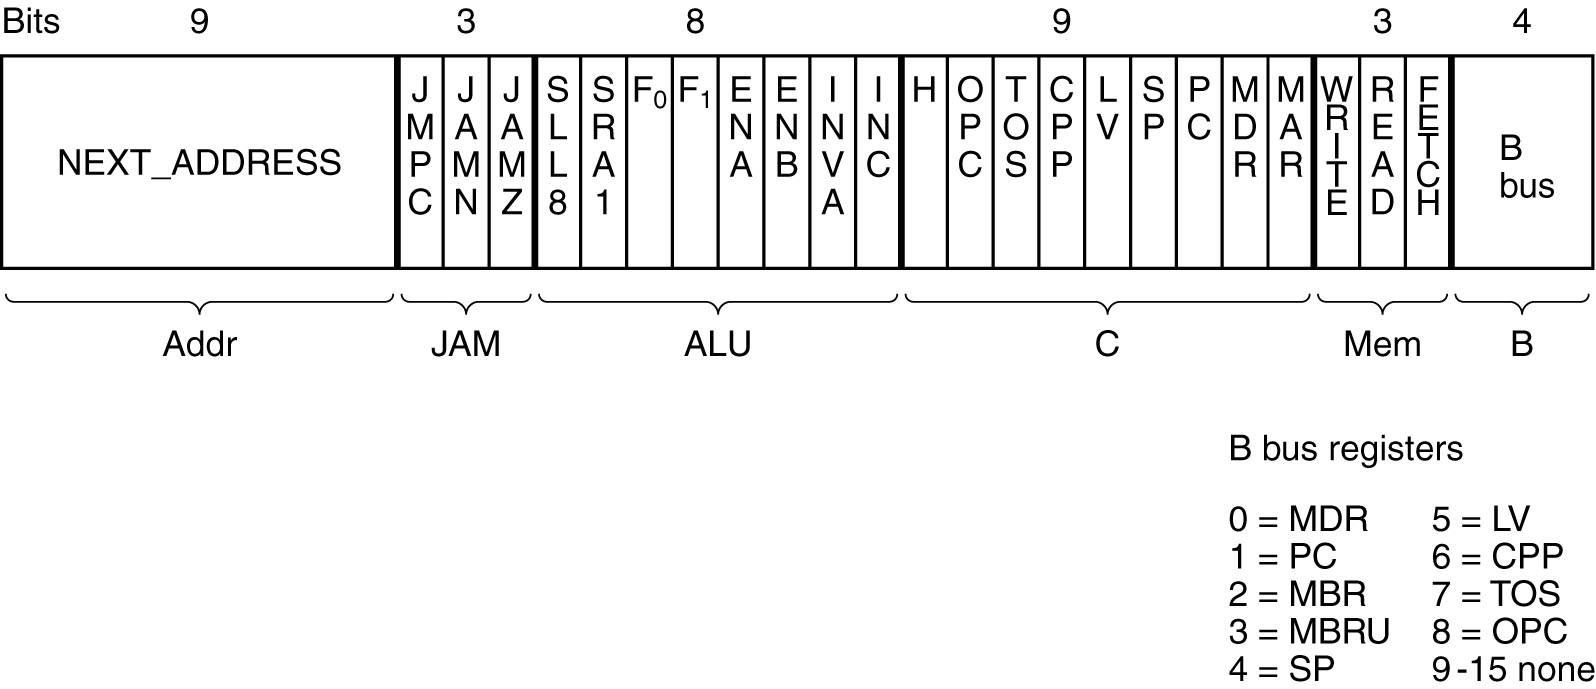 Bits 9 3 8 9 3 4
NEXT_ADDRESS JMPC JAMN JAMZ SLL8 SRA1 F0 F1 ENA ENB INVA INC H OPC TOS CPP LV SP PC MDR MAR WRITE READ FETCH B bus
Addr JAM ALU C Mem B
B bus registers
0 = MDR 5 = LV
1 = PC 6 = CPP
2 = MBR 7 = TOS
3 = MBRU 8 = OPC
4 = SP 9-15 none